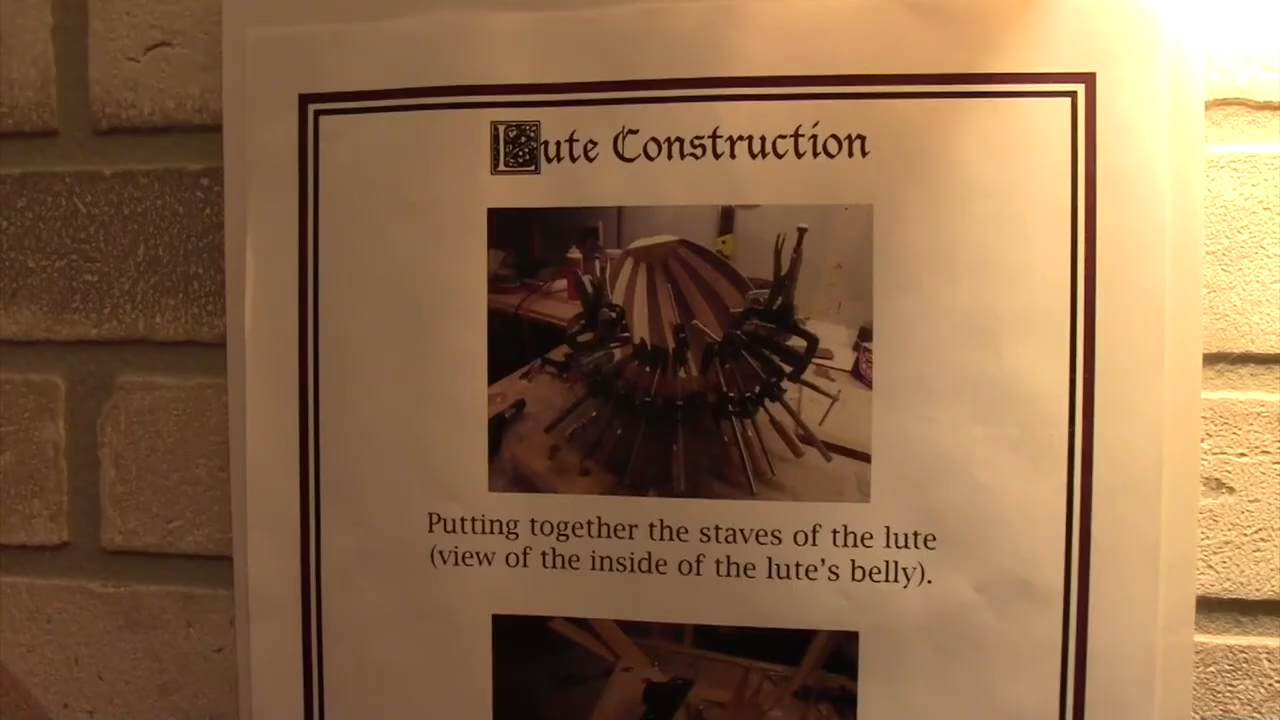 Lute Construction
Putting together the staves of the lute
(view of the inside of the lute's belly).